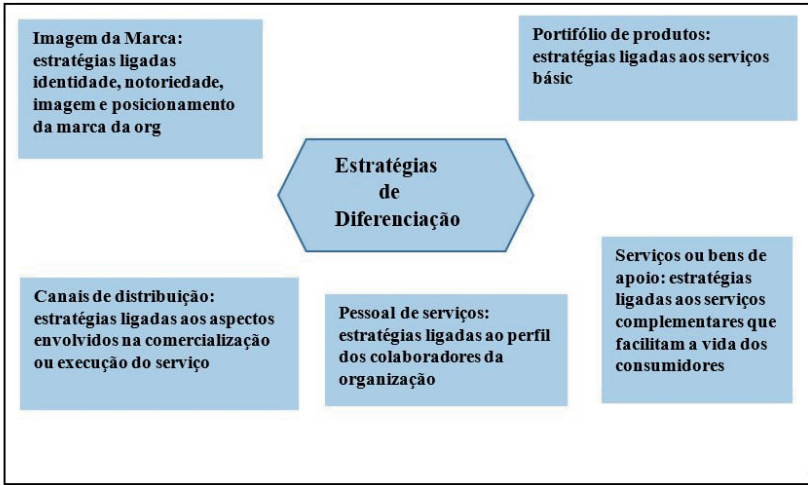 Imagem da Marca:
estratégias ligadas
identidade, notoriedade,
imagem e posicionamento
da marca da org
Portifólio de produtos:
estratégias ligadas aos serviços
básic
Estratégias
de
Diferenciação
Canais de distribuição:
estratégias ligadas aos aspectos
envolvidos na comercialização
ou execução do serviço
Pessoal de serviços:
estratégias ligadas ao perfil
dos colaboradores da
organização
Serviços ou bens de
apoio: estratégias
ligadas aos serviços
complementares que
facilitam a vida dos
consumidores